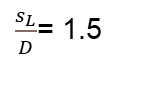 s_L/D = 1.5